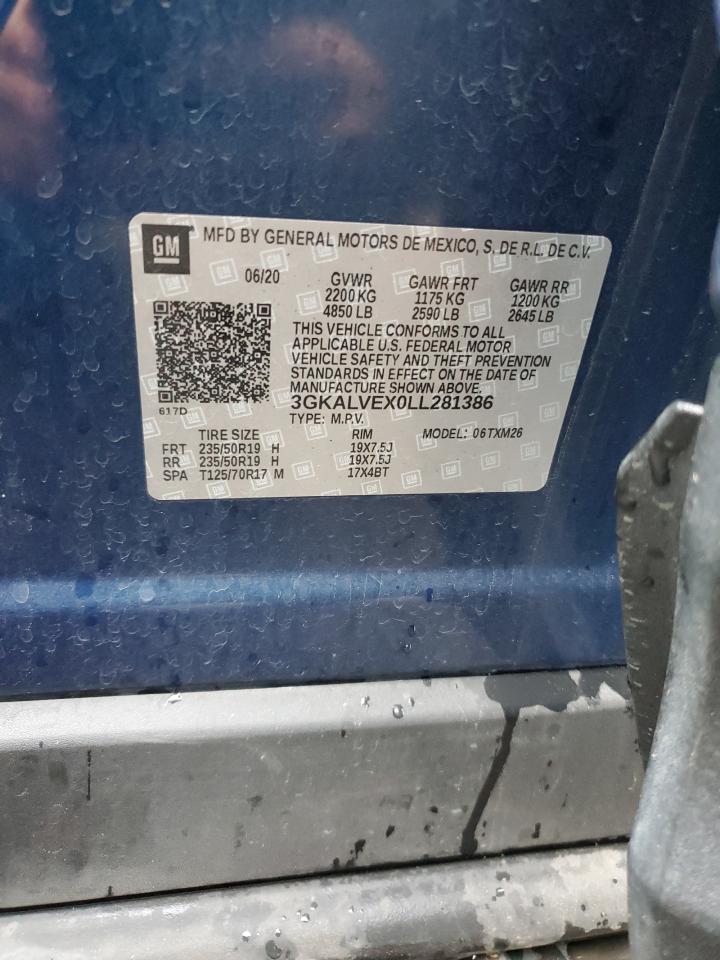 GM MFD BY GENERAL MOTORS DE MEXICO, S. DE R.L. DE C.V.
06/20 GVWR GAWR FRT GAWR RR
2200 KG 1175 KG 1200 KG
4850 LB 2590 LB 2645 LB
THIS VEHICLE CONFORMS TO ALL
APPLICABLE U.S. FEDERAL MOTOR
VEHICLE SAFETY AND THEFT PREVENTION
STANDARDS IN EFFECT ON THE DATE OF
MANUFACTURE SHOWN ABOVE.
617D
3GKALVEX0LL281386
TYPE: M.P.V.
TIRE SIZE RIM MODEL: 06TXM26
FRT 235/50R19 H 19X7.5J
RR 235/50R19 H 19X7.5J
SPA T125/70R17 M 17X4BT